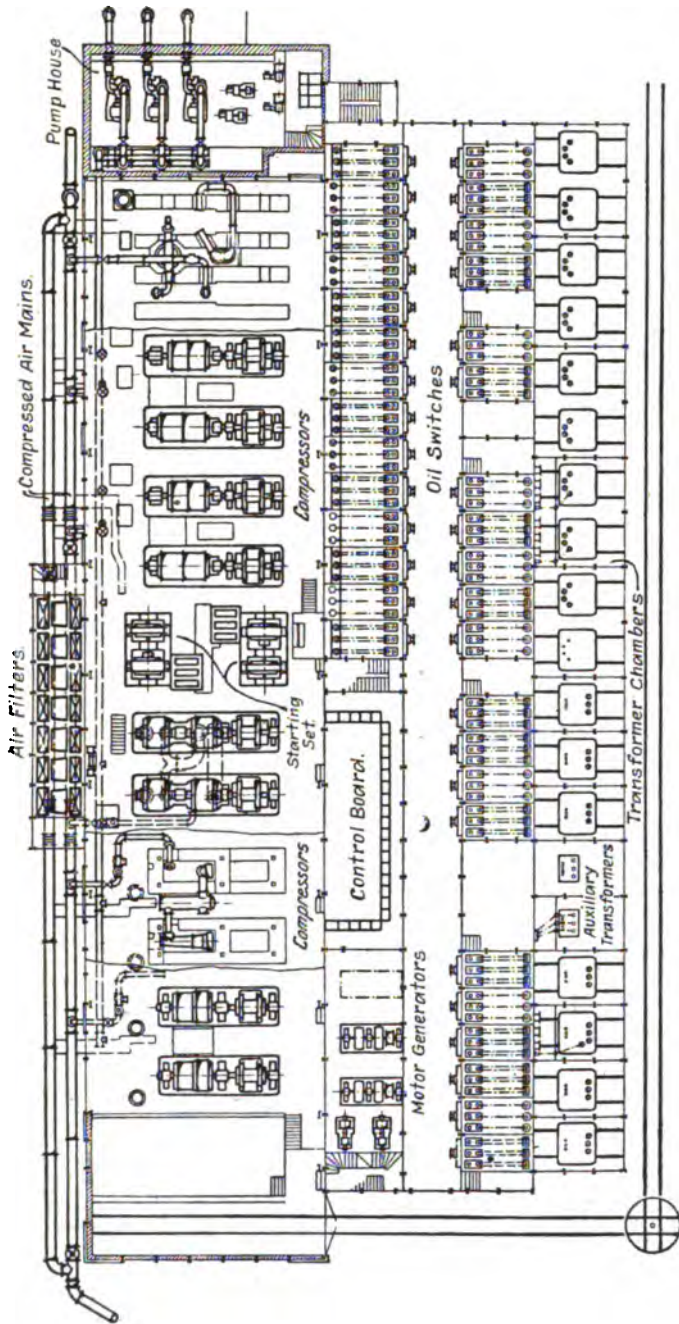 Pump House
Compressed Air Mains.
Air Filters.
Compressors
Oil Switches
Starting
Set.
Transformer Chambers
Control Board.
Compressors
Auxiliary
Transformers
Motor Generators